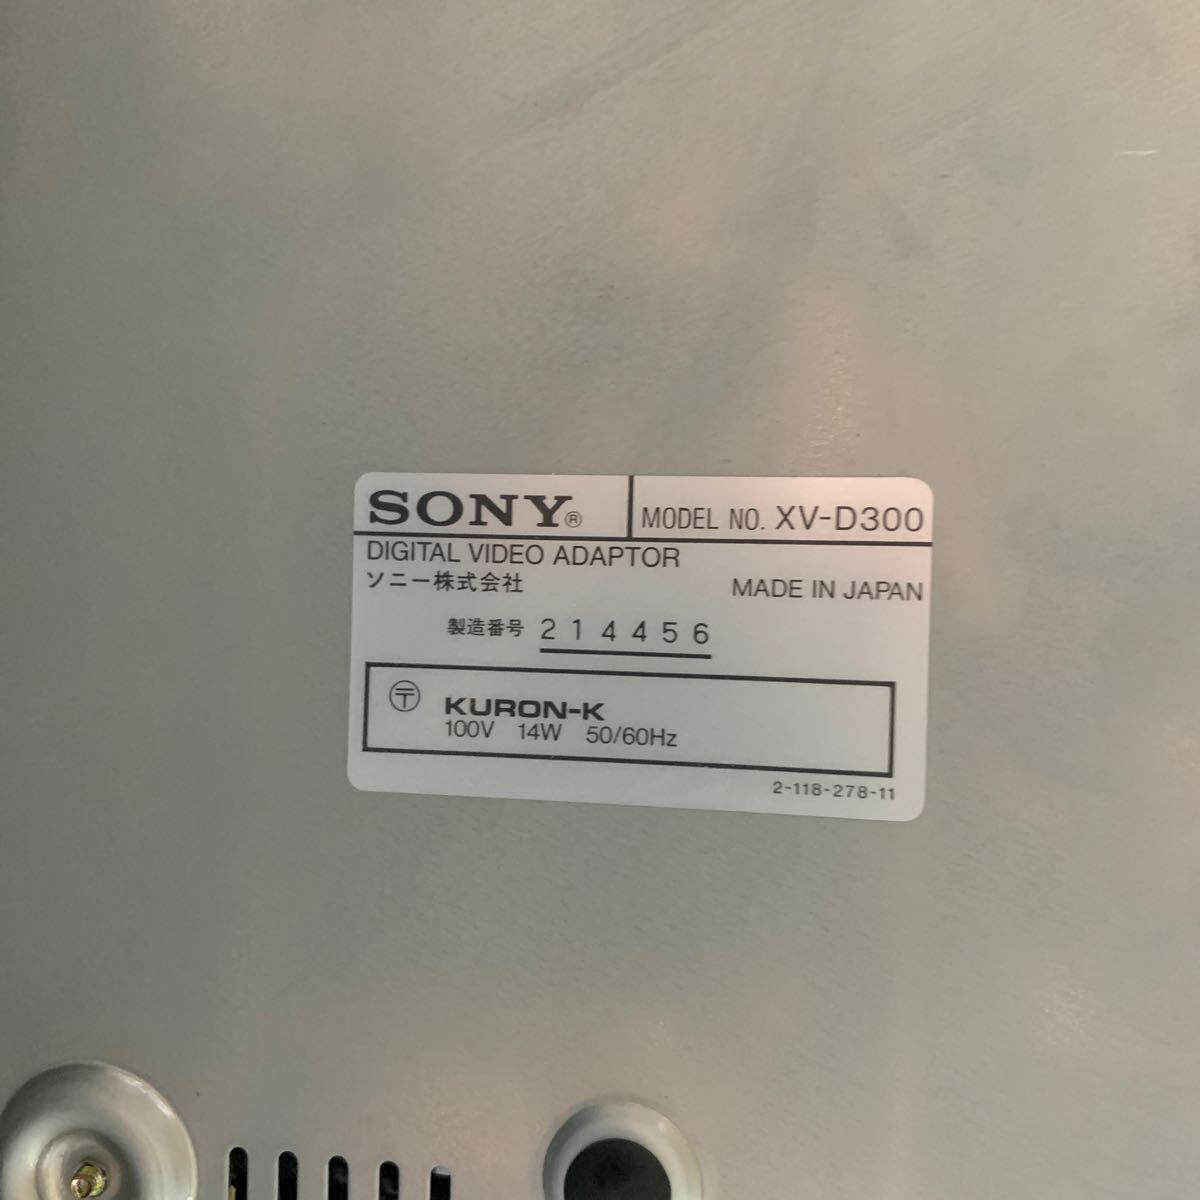 SONY®
MODEL NO. XV-D300
DIGITAL VIDEO ADAPTOR
ソニー株式会社
MADE IN JAPAN
製造番号 214456
〶 KURON-K
100V 14W 50/60Hz
2-118-278-11